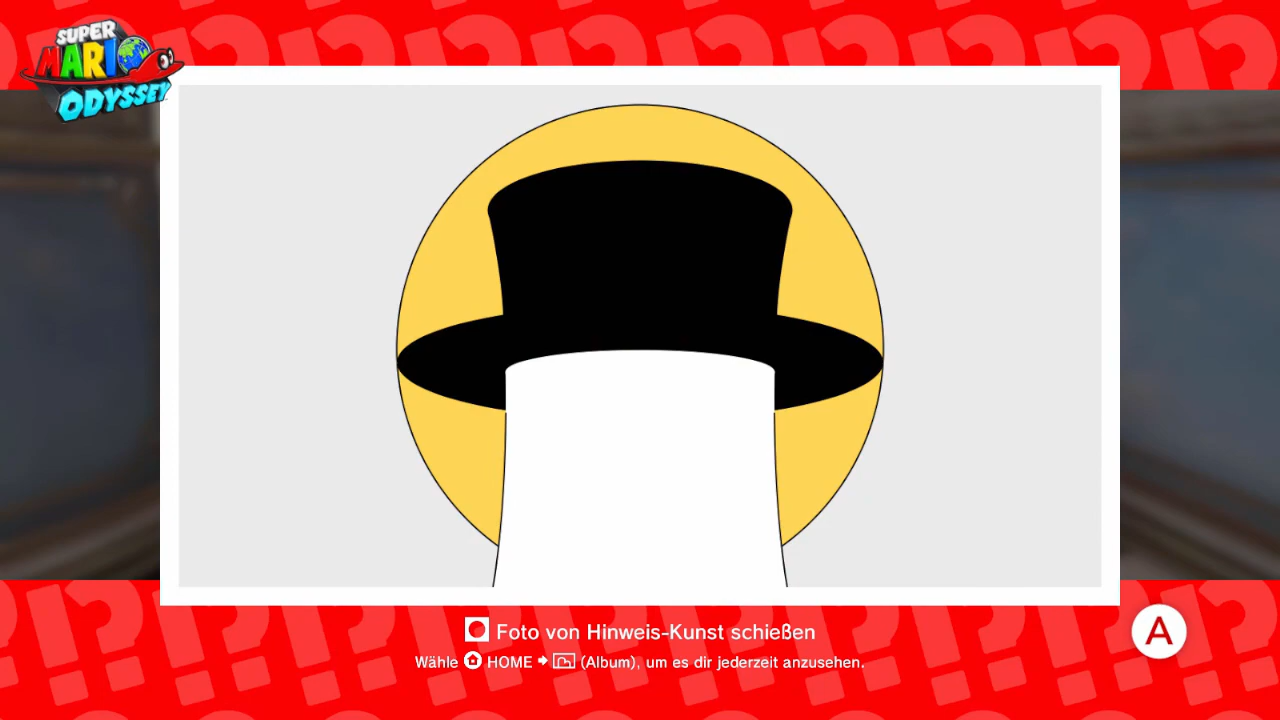 SUPER
MARIO
ODYSSEY
Foto von Hinweis-Kunst schießen
Wähle HOME (Album), um es dir jederzeit anzusehen.
A